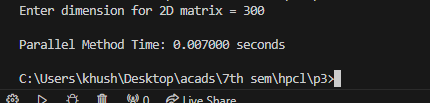 Enter dimension for 2D matrix = 300
Parallel Method Time: 0.007000 seconds
C:\Users\khush\Desktop\acads\7th sem\hpcl\p3>
0 Live Share